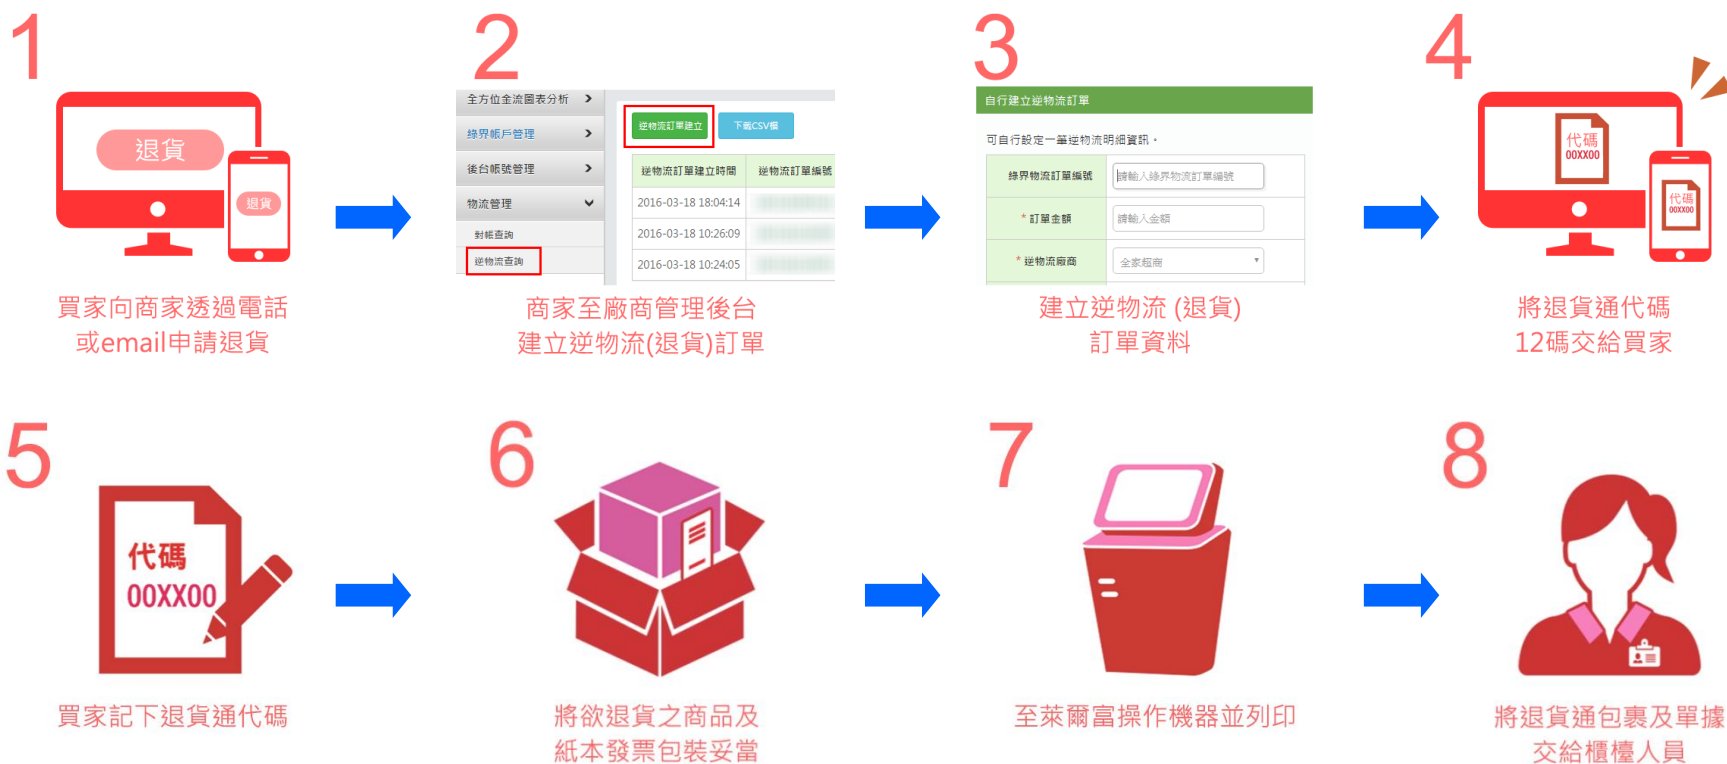 1
退貨
退貨
買家向商家透過電話
或email申請退貨
2
全方位金流圖表分析
綠界帳戶管理
後台帳號管理
物流管理
對帳查詢
逆物流查詢
逆物流訂單建立
下載CSV檔
逆物流訂單建立時間
逆物流訂單編號
2016-03-18 18:04:14
2016-03-18 10:26:09
2016-03-18 10:24:05
商家至廠商管理後台
建立逆物流(退貨)訂單
3
自行建立逆物流訂單
可自行設定一筆逆物流明細資訊。
綠界物流訂單編號
請輸入綠界物流訂單編號
* 訂單金額
請輸入金額
* 逆物流廠商
全家超商
建立逆物流 (退貨)
訂單資料
4
代碼
00XX00
代碼
00XX00
將退貨通代碼
12碼交給買家
5
代碼
00XX00
買家記下退貨通代碼
6
將欲退貨之商品及
紙本發票包裝妥當
7
至萊爾富操作機器並列印
8
將退貨通包裹及單據
交給櫃檯人員